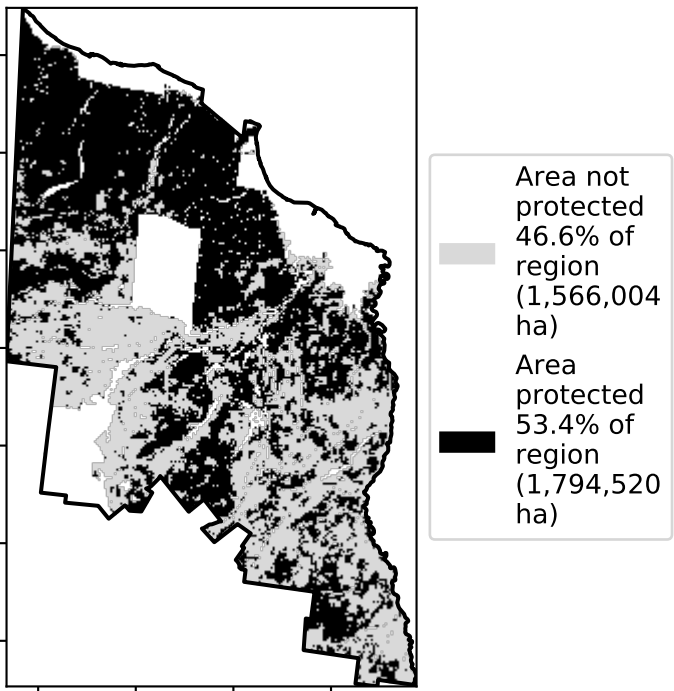 Area not
protected
46.6% of
region
(1,566,004
ha)
Area
protected
53.4% of
region
(1,794,520
ha)